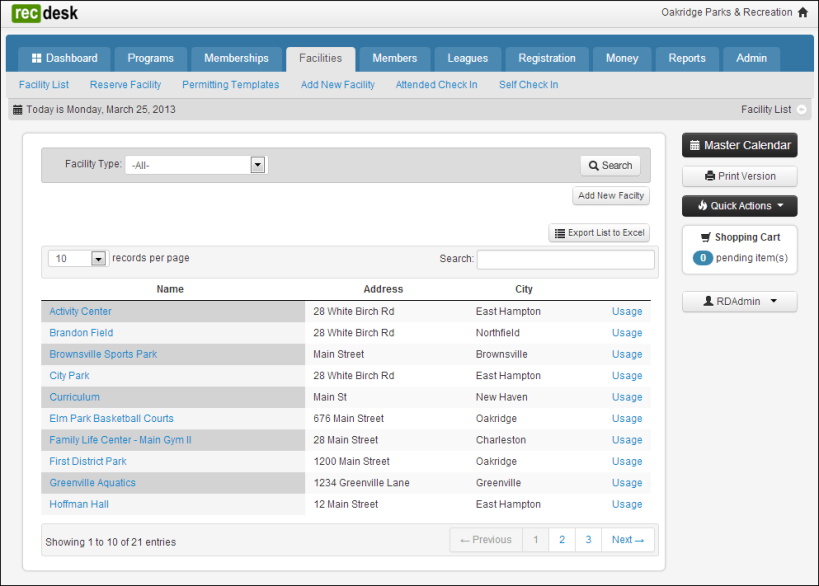 recdesk
Oakridge Parks & Recreation
Dashboard Programs Memberships Facilities Members Leagues Registration Money Reports Admin
Facility List Reserve Facility Permitting Templates Add New Facility Attended Check In Self Check In
Today is Monday, March 25, 2013
Facility List
Facility Type: -All- Search
Add New Facilty
Export List to Excel
10 records per page Search:
Name Address City
Activity Center 28 White Birch Rd East Hampton Usage
Brandon Field 28 White Birch Rd Northfield Usage
Brownsville Sports Park Main Street Brownsville Usage
City Park 28 White Birch Rd East Hampton Usage
Curriculum Main St New Haven Usage
Elm Park Basketball Courts 676 Main Street Oakridge Usage
Family Life Center - Main Gym II 28 Main Street Charleston Usage
First District Park 1200 Main Street Oakridge Usage
Greenville Aquatics 1234 Greenville Lane Greenville Usage
Hoffman Hall 12 Main Street East Hampton Usage
Showing 1 to 10 of 21 entries
← Previous 1 2 3 Next →
Master Calendar
Print Version
Quick Actions
Shopping Cart
0 pending item(s)
RDAdmin